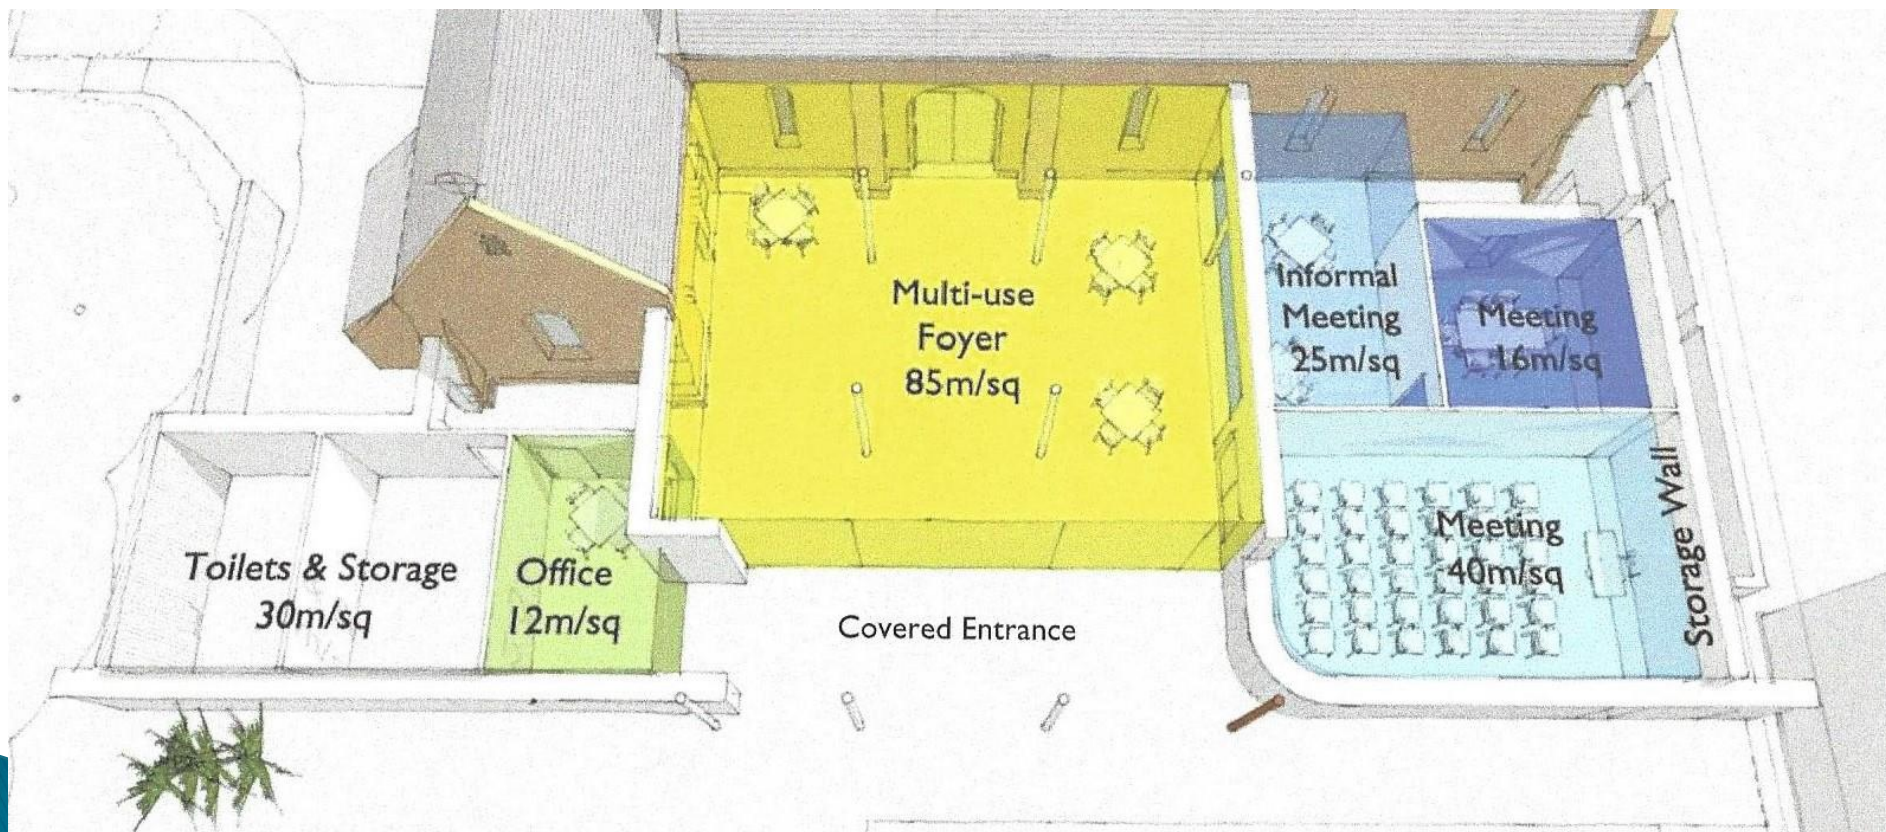 Multi-use
Foyer
85m/sq
Informal
Meeting
25m/sq
Meeting
16m/sq
Toilets & Storage
30m/sq
Office
12m/sq
Covered Entrance
Meeting
40m/sq
Storage Wall